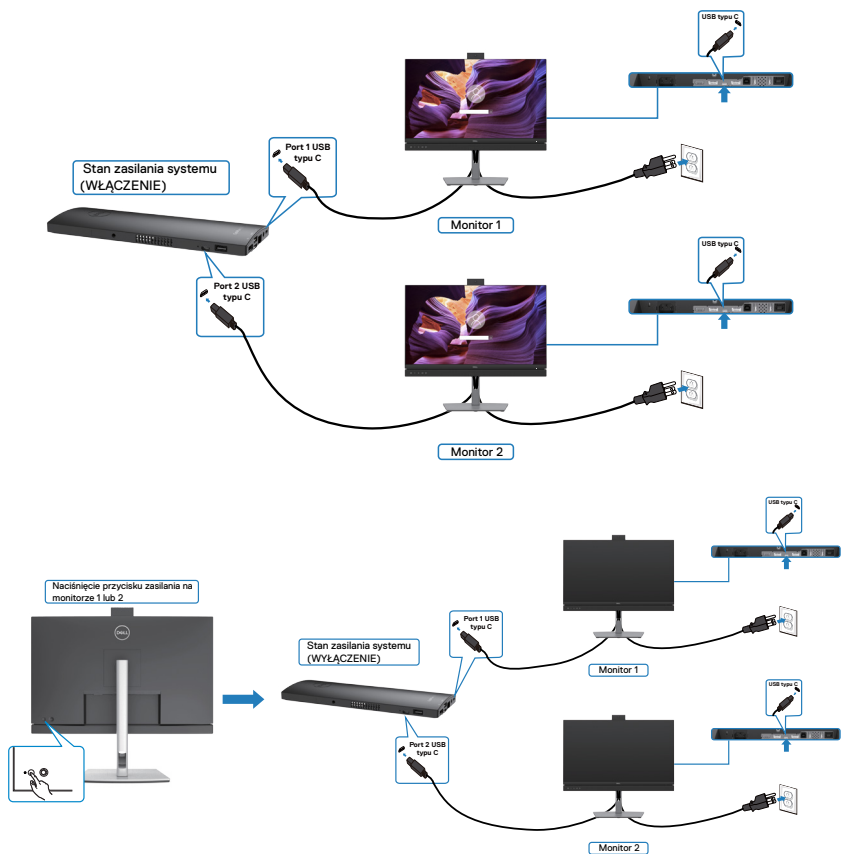 USB typu C
Port 1 USB
typu C
Stan zasilania systemu
(WŁĄCZENIE)
Monitor 1
USB typu C
Port 2 USB
typu C
Monitor 2
USB typu C
Naciśnięcie przycisku zasilania na
monitorze 1 lub 2
DELL
Port 1 USB
typu C
Stan zasilania systemu
(WYŁĄCZENIE)
Monitor 1
USB typu C
Port 2 USB
typu C
Monitor 2